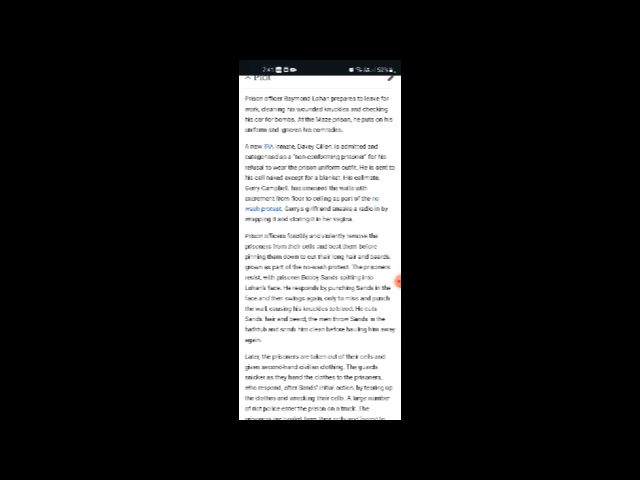 7:41
52%
Plot
Prison officer Raymond Lohan prepares to leave for
work, cleaning his wounded knuckles and checking
his car for bombs. At the Maze prison, he puts on his
uniform and ignores his comrades.
A new IRA inmate, Davey Gillen, is admitted and
categorised as a "non-conforming prisoner" for his
refusal to wear the prison uniform outfit. He is sent to
his cell naked except for a blanket. His cellmate,
Gerry Campbell, has smeared the walls with
excrement from floor to ceiling as part of the no
wash protest. Gerry's girlfriend sneaks a radio in by
wrapping it and storing it in her vagina.
Prison officers forcibly and violently remove the
prisoners from their cells and beat them before
pinning them down to cut their long hair and beards,
grown as part of the no-wash protest. The prisoners
resist, with prisoner Bobby Sands spitting into
Lohan's face. He responds by punching Sands in the
face and then swings again, only to miss and punch
the wall, causing his knuckles to bleed. He cuts
Sands' hair and beard; the men throw Sands in the
bathtub and scrub him clean before hauling him away
again.
Later, the prisoners are taken out of their cells and
given second-hand civilian clothing. The guards
snicker as they hand the clothes to the prisoners,
who respond, after Sands' initial action, by tearing up
the clothes and wrecking their cells. A large number
of riot police enter the prison on a truck. The